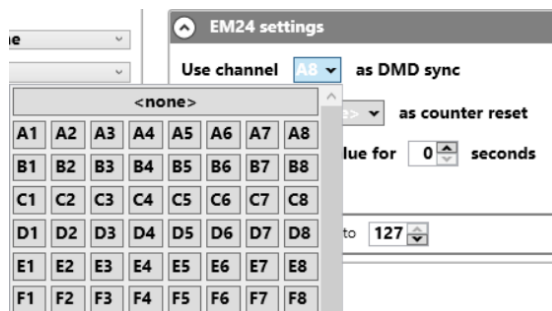 EM24 settings
e
Use channel A8 as DMD sync
<none>
e> as counter reset
A1 A2 A3 A4 A5 A6 A7 A8
lue for 0 seconds
B1 B2 B3 B4 B5 B6 B7 B8
C1 C2 C3 C4 C5 C6 C7 C8
D1 D2 D3 D4 D5 D6 D7 D8
to 127
E1 E2 E3 E4 E5 E6 E7 E8
F1 F2 F3 F4 F5 F6 F7 F8